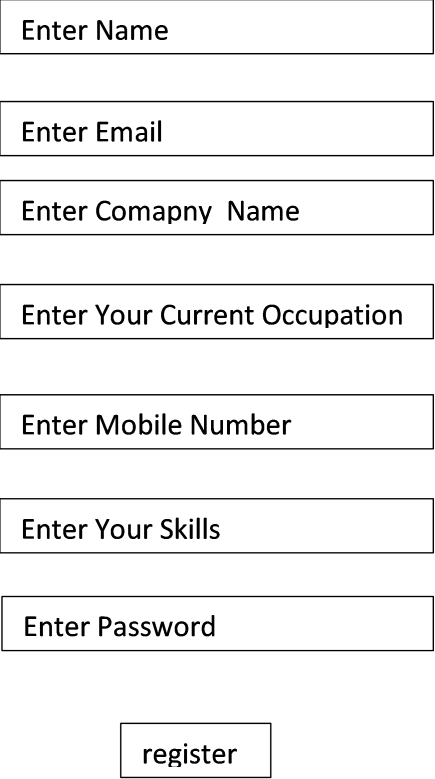 Enter Name
Enter Email
Enter Comapny  Name
Enter Your Current Occupation
Enter Mobile Number
Enter Your Skills
Enter Password
register